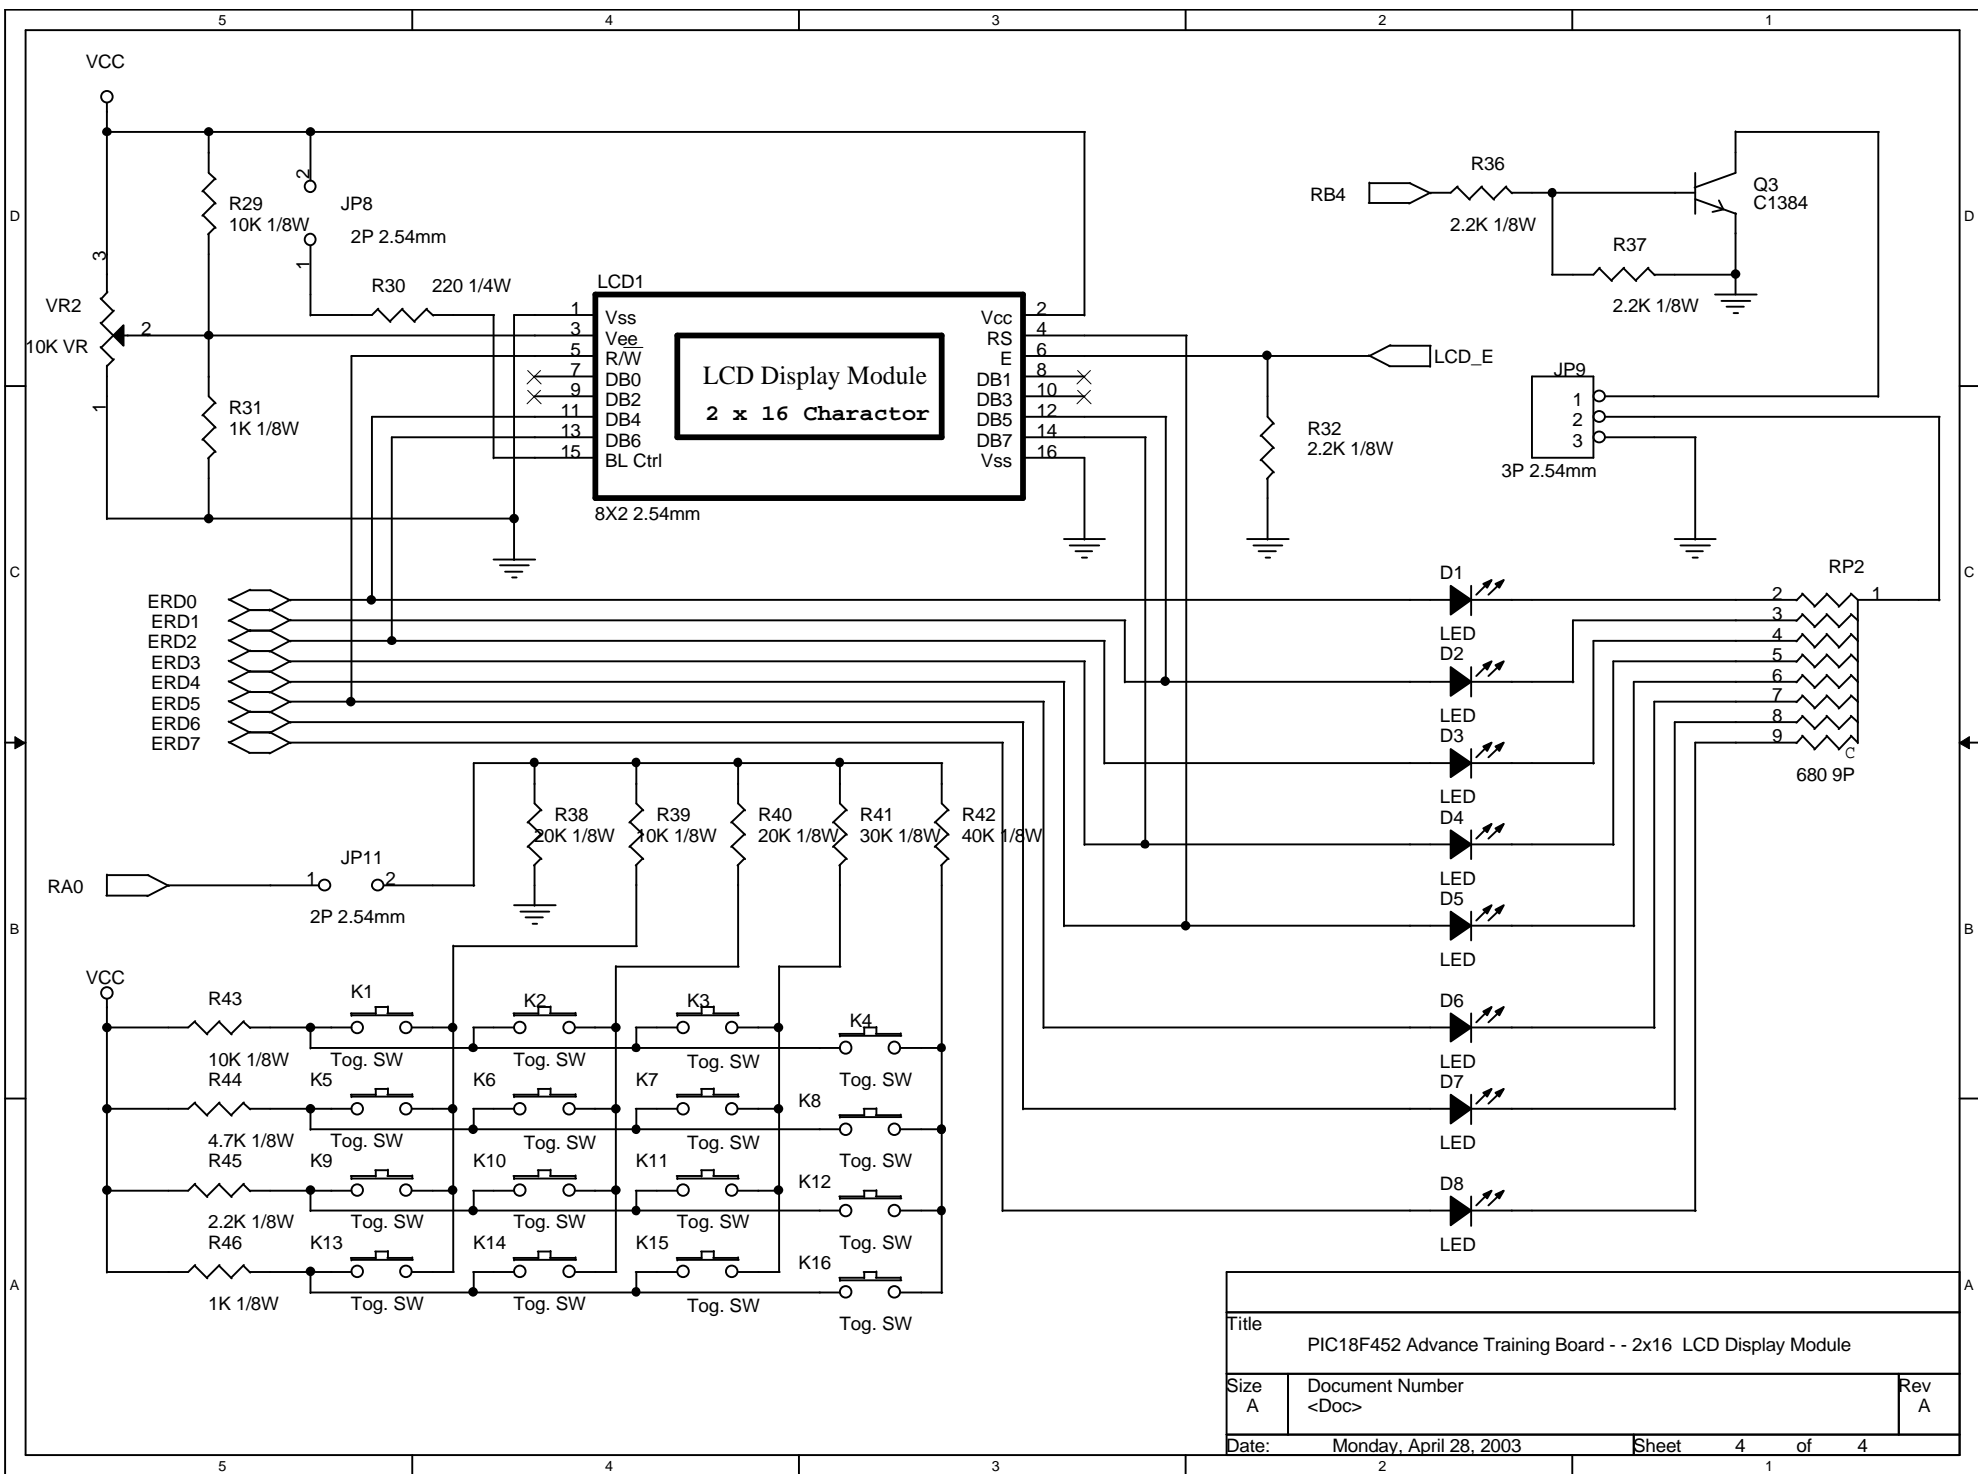 5 4 3 2 1
D D
C C
B B
A A
VCC
R29
10K 1/8W
2
JP8
2P 2.54mm
1
3
VR2
10K VR
2
1
R30 220 1/4W
R31
1K 1/8W
LCD1
1 Vss Vcc 2
3 Vee RS 4
5 R/W E 6
7 DB0 DB1 8
9 DB2 DB3 10
11 DB4 DB5 12
13 DB6 DB7 14
15 BL Ctrl Vss 16
LCD Display Module
2 x 16 Charactor
8X2 2.54mm
RB4
R36
2.2K 1/8W
Q3
C1384
R37
2.2K 1/8W
LCD_E
R32
2.2K 1/8W
JP9
1
2
3
3P 2.54mm
ERD0
ERD1
ERD2
ERD3
ERD4
ERD5
ERD6
ERD7
D1
LED
D2
LED
D3
LED
D4
LED
D5
LED
D6
LED
D7
LED
D8
LED
RP2
2 1
3
4
5
6
7
8
9
C
680 9P
R38
20K 1/8W
R39
10K 1/8W
R40
20K 1/8W
R41
30K 1/8W
R42
40K 1/8W
RA0
1 JP11 2
2P 2.54mm
VCC
R43
10K 1/8W
R44
4.7K 1/8W
R45
2.2K 1/8W
R46
1K 1/8W
K1 K2 K3 K4
Tog. SW Tog. SW Tog. SW Tog. SW
K5 K6 K7 K8
Tog. SW Tog. SW Tog. SW Tog. SW
K9 K10 K11 K12
Tog. SW Tog. SW Tog. SW Tog. SW
K13 K14 K15 K16
Tog. SW Tog. SW Tog. SW Tog. SW
Title
PIC18F452 Advance Training Board - - 2x16 LCD Display Module
Size Document Number Rev
A <Doc> A
Date: Monday, April 28, 2003 Sheet 4 of 4
5 4 3 2 1